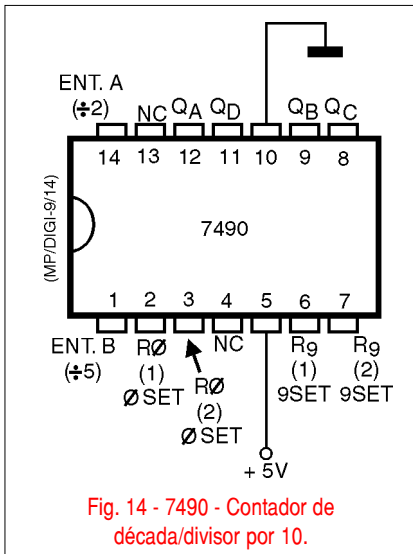 ENT. A
(÷2)
NC QA QD QB QC
14 13 12 11 10 9 8
(MP/DIGI-9/14)
7490
1 2 3 4 5 6 7
ENT. B
(÷5)
RØ
(1)
Ø SET
RØ
(2)
Ø SET
NC
R9
(1)
9SET
R9
(2)
9SET
+ 5V
Fig. 14 - 7490 - Contador de
década/divisor por 10.